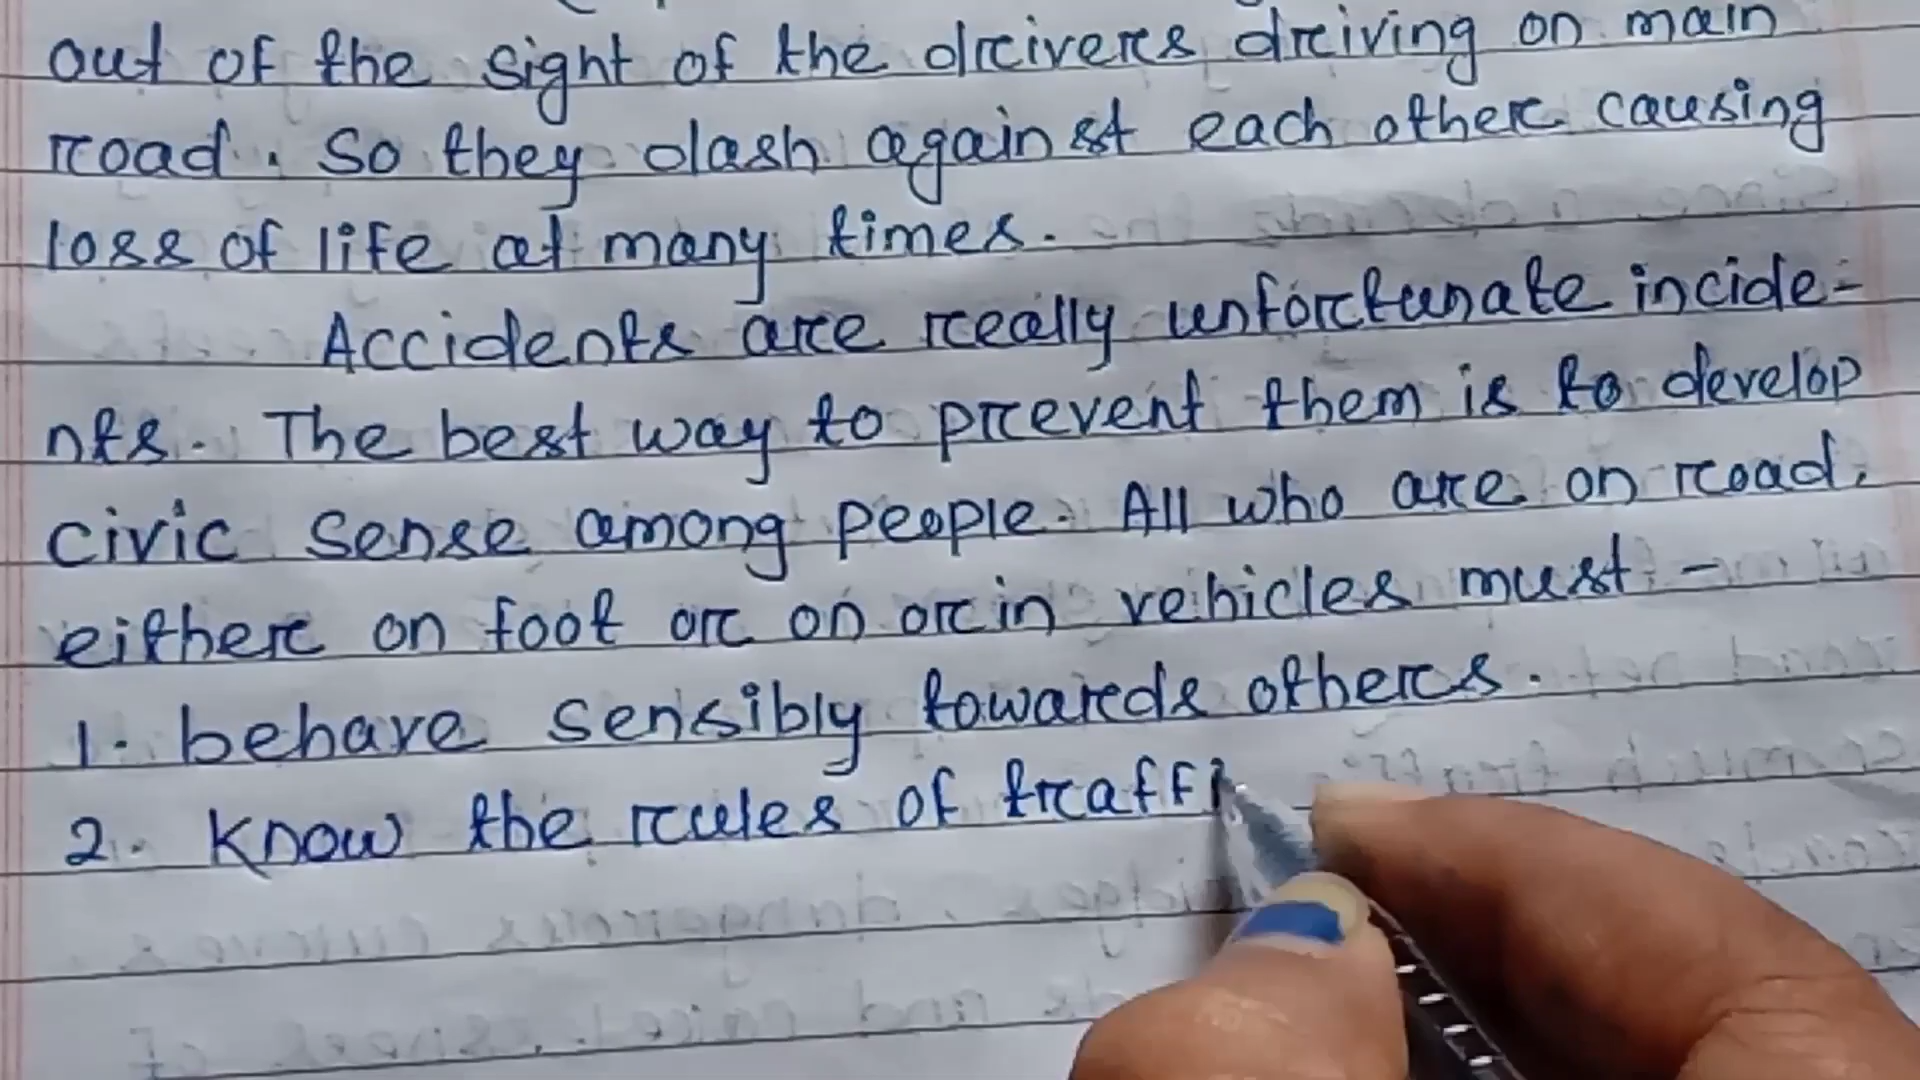 out of the sight of the drivers driving on main
road. So they dash against each other causing
loss of life at many times.
Accidents are really unfortunate incide-
nts. The best way to prevent them is to develop
civic sense among people. All who are on road.
either on foot or on or in vehicles must -
1. behave sensibly towards others.
2. Know the rules of traffi